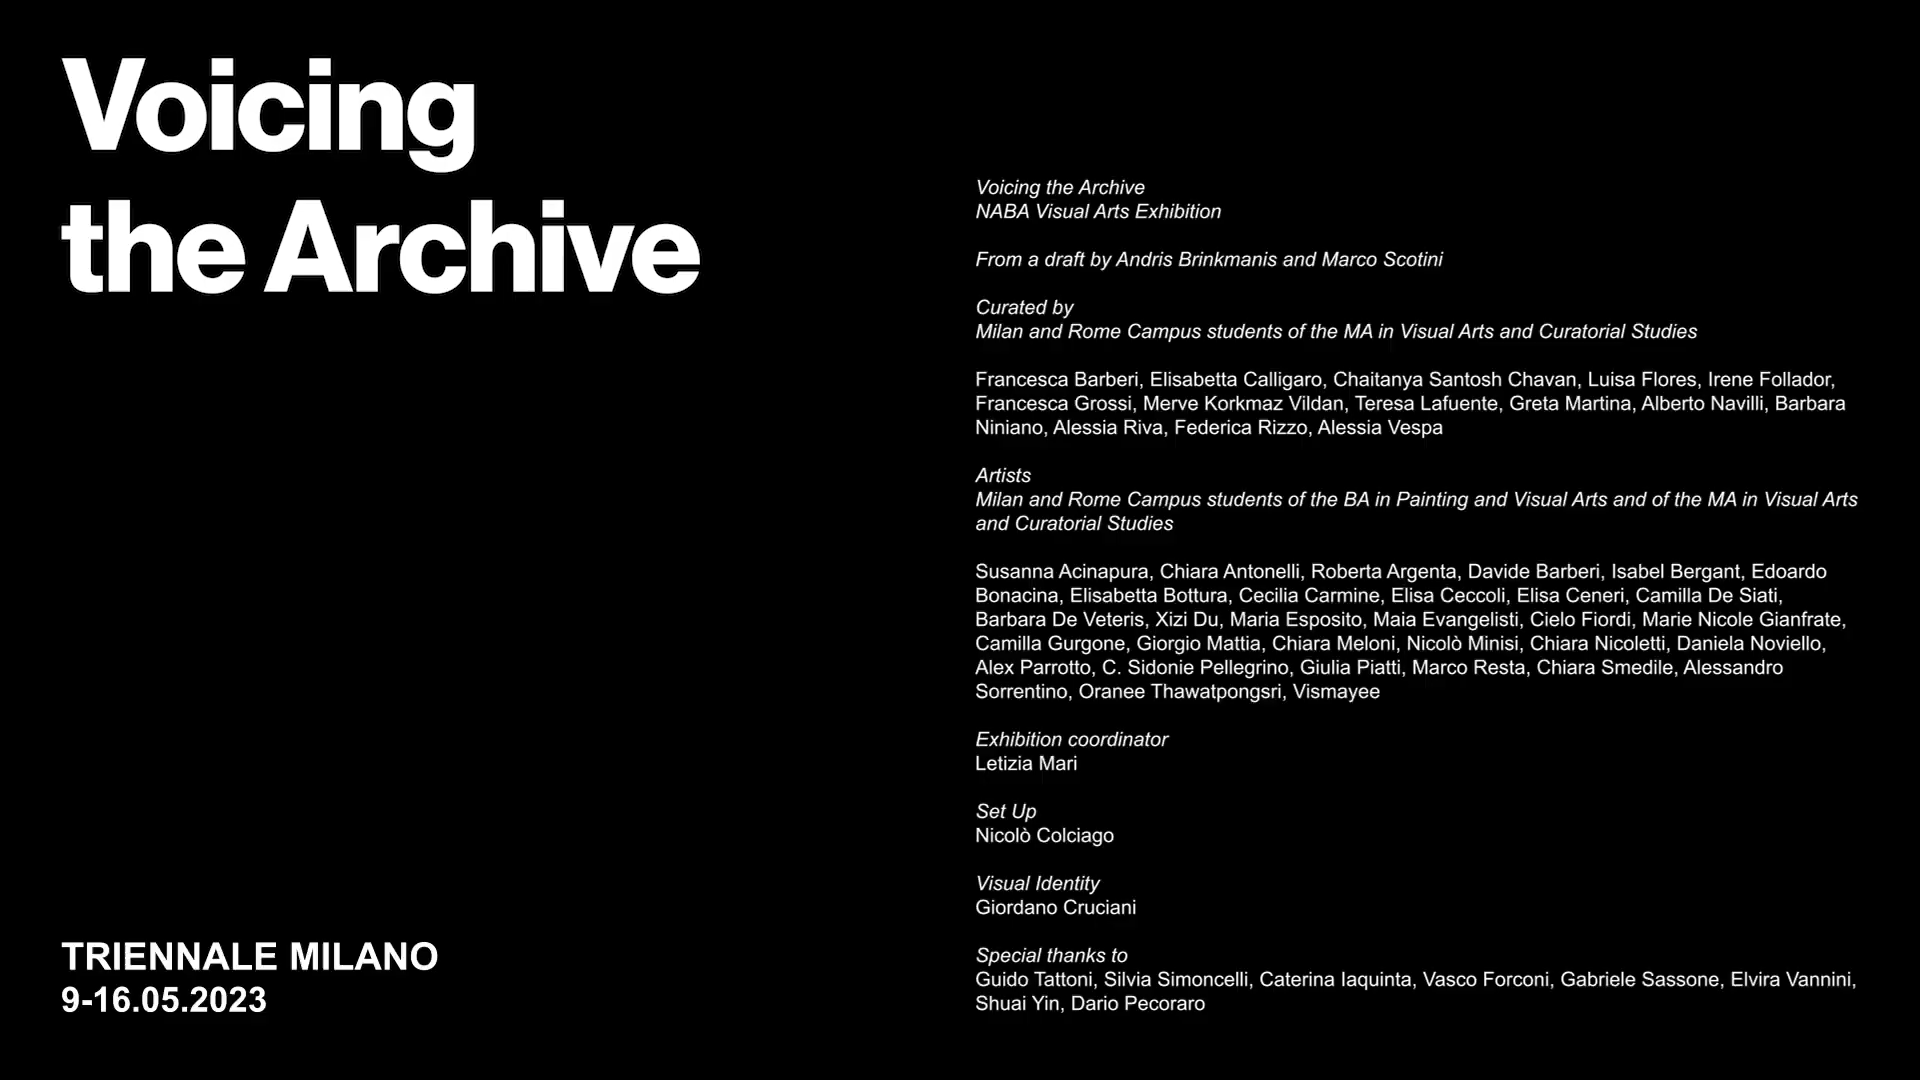 Voicing
the Archive
Voicing the Archive
NABA Visual Arts Exhibition
From a draft by Andris Brinkmanis and Marco Scotini
Curated by
Milan and Rome Campus students of the MA in Visual Arts and Curatorial Studies
Francesca Barberi, Elisabetta Calligaro, Chaitanya Santosh Chavan, Luisa Flores, Irene Follador,
Francesca Grossi, Merve Korkmaz Vildan, Teresa Lafuente, Greta Martina, Alberto Navilli, Barbara
Niniano, Alessia Riva, Federica Rizzo, Alessia Vespa
Artists
Milan and Rome Campus students of the BA in Painting and Visual Arts and of the MA in Visual Arts
and Curatorial Studies
Susanna Acinapura, Chiara Antonelli, Roberta Argenta, Davide Barberi, Isabel Bergant, Edoardo
Bonacina, Elisabetta Bottura, Cecilia Carmine, Elisa Ceccoli, Elisa Ceneri, Camilla De Siati,
Barbara De Veteris, Xizi Du, Maria Esposito, Maia Evangelisti, Cielo Fiordi, Marie Nicole Gianfrate,
Camilla Gurgone, Giorgio Mattia, Chiara Meloni, Nicolò Minisi, Chiara Nicoletti, Daniela Noviello,
Alex Parrotto, C. Sidonie Pellegrino, Giulia Piatti, Marco Resta, Chiara Smedile, Alessandro
Sorrentino, Oranee Thawatpongsri, Vismayee
Exhibition coordinator
Letizia Mari
Set Up
Nicolò Colciago
Visual Identity
Giordano Cruciani
Special thanks to
Guido Tattoni, Silvia Simoncelli, Caterina Iaquinta, Vasco Forconi, Gabriele Sassone, Elvira Vannini,
Shuai Yin, Dario Pecoraro
TRIENNALE MILANO
9-16.05.2023